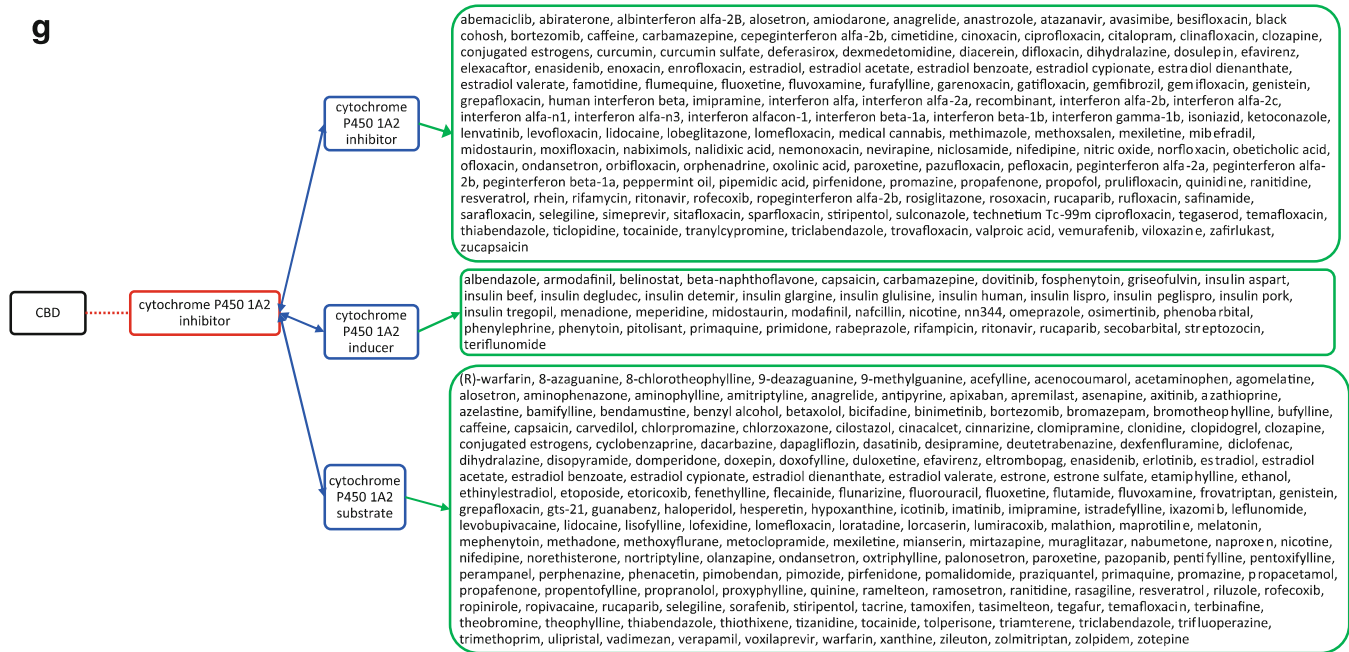 g
abemaciclib, abiraterone, albinterferon alfa-2B, alosetron, amiodarone, anagrelide, anastrozole, atazanavir, avasimibe, besifloxacin, black
cohosh, bortezomib, caffeine, carbamazepine, cepeginterferon alfa-2b, cimetidine, cinoxacin, ciprofloxacin, citalopram, clinafloxacin, clozapine,
conjugated estrogens, curcumin, curcumin sulfate, deferasirox, dexmedetomidine, diacerein, difloxacin, dihydralazine, dosulepin, efavirenz,
elexacaftor, enasidenib, enoxacin, enrofloxacin, estradiol, estradiol acetate, estradiol benzoate, estradiol cypionate, estradiol dienanthate,
estradiol valerate, famotidine, flumequine, fluoxetine, fluvoxamine, furafylline, garenoxacin, gatifloxacin, gemfibrozil, gemifloxacin, genistein,
grepafloxacin, human interferon beta, imipramine, interferon alfa, interferon alfa-2a, recombinant, interferon alfa-2b, interferon alfa-2c,
interferon alfa-n1, interferon alfa-n3, interferon alfacon-1, interferon beta-1a, interferon beta-1b, interferon gamma-1b, isoniazid, ketoconazole,
lenvatinib, levofloxacin, lidocaine, lobeglitazone, lomefloxacin, medical cannabis, methimazole, methoxsalen, mexiletine, mibefradil,
midostaurin, moxifloxacin, nabiximols, nalidixic acid, nemonoxacin, nevirapine, niclosamide, nifedipine, nitric oxide, norfloxacin, obeticholic acid,
ofloxacin, ondansetron, orbifloxacin, orphenadrine, oxolinic acid, paroxetine, pazufloxacin, pefloxacin, peginterferon alfa-2a, peginterferon alfa-
2b, peginterferon beta-1a, peppermint oil, pipemidic acid, pirfenidone, promazine, propafenone, propofol, prulifloxacin, quinidine, ranitidine,
resveratrol, rhein, rifamycin, ritonavir, rofecoxib, ropeginterferon alfa-2b, rosiglitazone, rosoxacin, rucaparib, rufloxacin, safinamide,
sarafloxacin, selegiline, simeprevir, sitafloxacin, sparfloxacin, stiripentol, sulconazole, technetium Tc-99m ciprofloxacin, tegaserod, temafloxacin,
thiabendazole, ticlopidine, tocainide, tranylcypromine, triclabendazole, trovafloxacin, valproic acid, vemurafenib, viloxazine, zafirlukast,
zucapsaicin
cytochrome
P450 1A2
inhibitor
CBD
cytochrome P450 1A2
inhibitor
cytochrome
P450 1A2
inducer
albendazole, armodafinil, belinostat, beta-naphthoflavone, capsaicin, carbamazepine, dovitinib, fosphenytoin, griseofulvin, insulin aspart,
insulin beef, insulin degludec, insulin detemir, insulin glargine, insulin glulisine, insulin human, insulin lispro, insulin peglispro, insulin pork,
insulin tregopil, menadione, meperidine, midostaurin, modafinil, nafcillin, nicotine, nn344, omeprazole, osimertinib, phenobarbital,
phenylephrine, phenytoin, pitolisant, primaquine, primidone, rabeprazole, rifampicin, ritonavir, rucaparib, secobarbital, streptozocin,
teriflunomide
cytochrome
P450 1A2
substrate
(R)-warfarin, 8-azaguanine, 8-chlorotheophylline, 9-deazaguanine, 9-methylguanine, acefylline, acenocoumarol, acetaminophen, agomelatine,
alosetron, aminophenazone, aminophylline, amitriptyline, anagrelide, antipyrine, apixaban, apremilast, asenapine, axitinib, azathioprine,
azelastine, bamifylline, bendamustine, benzyl alcohol, betaxolol, bicifadine, binimetinib, bortezomib, bromazepam, bromotheophylline, bufylline,
caffeine, capsaicin, carvedilol, chlorpromazine, chlorzoxazone, cilostazol, cinacalcet, cinnarizine, clomipramine, clonidine, clopidogrel, clozapine,
conjugated estrogens, cyclobenzaprine, dacarbazine, dapagliflozin, dasatinib, desipramine, deutetrabenazine, dexfenfluramine, diclofenac,
dihydralazine, disopyramide, domperidone, doxepin, doxofylline, duloxetine, efavirenz, eltrombopag, enasidenib, erlotinib, estradiol, estradiol
acetate, estradiol benzoate, estradiol cypionate, estradiol dienanthate, estradiol valerate, estrone, estrone sulfate, etamiphylline, ethanol,
ethinylestradiol, etoposide, etoricoxib, fenethylline, flecainide, flunarizine, fluorouracil, fluoxetine, flutamide, fluvoxamine, frovatriptan, genistein,
grepafloxacin, gts-21, guanabenz, haloperidol, hesperetin, hypoxanthine, icotinib, imatinib, imipramine, istradefylline, ixazomib, leflunomide,
levobupivacaine, lidocaine, lisofylline, lofexidine, lomefloxacin, loratadine, lorcaserin, lumiracoxib, malathion, maprotiline, melatonin,
mephenytoin, methadone, methoxyflurane, metoclopramide, mexiletine, mianserin, mirtazapine, muraglitazar, nabumetone, naproxen, nicotine,
nifedipine, norethisterone, nortriptyline, olanzapine, ondansetron, oxtriphylline, palonosetron, paroxetine, pazopanib, pentifylline, pentoxifylline,
perampanel, perphenazine, phenacetin, pimobendan, pimozide, pirfenidone, pomalidomide, praziquantel, primaquine, promazine, propacetamol,
propafenone, propentofylline, propranolol, proxyphylline, quinine, ramelteon, ramosetron, ranitidine, rasagiline, resveratrol, riluzole, rofecoxib,
ropinirole, ropivacaine, rucaparib, selegiline, sorafenib, stiripentol, tacrine, tamoxifen, tasimelteon, tegafur, temafloxacin, terbinafine,
theobromine, theophylline, thiabendazole, thiothixene, tizanidine, tocainide, tolperisone, triamterene, triclabendazole, trifluoperazine,
trimethoprim, ulipristal, vadimezan, verapamil, voxilaprevir, warfarin, xanthine, zileuton, zolmitriptan, zolpidem, zotepine